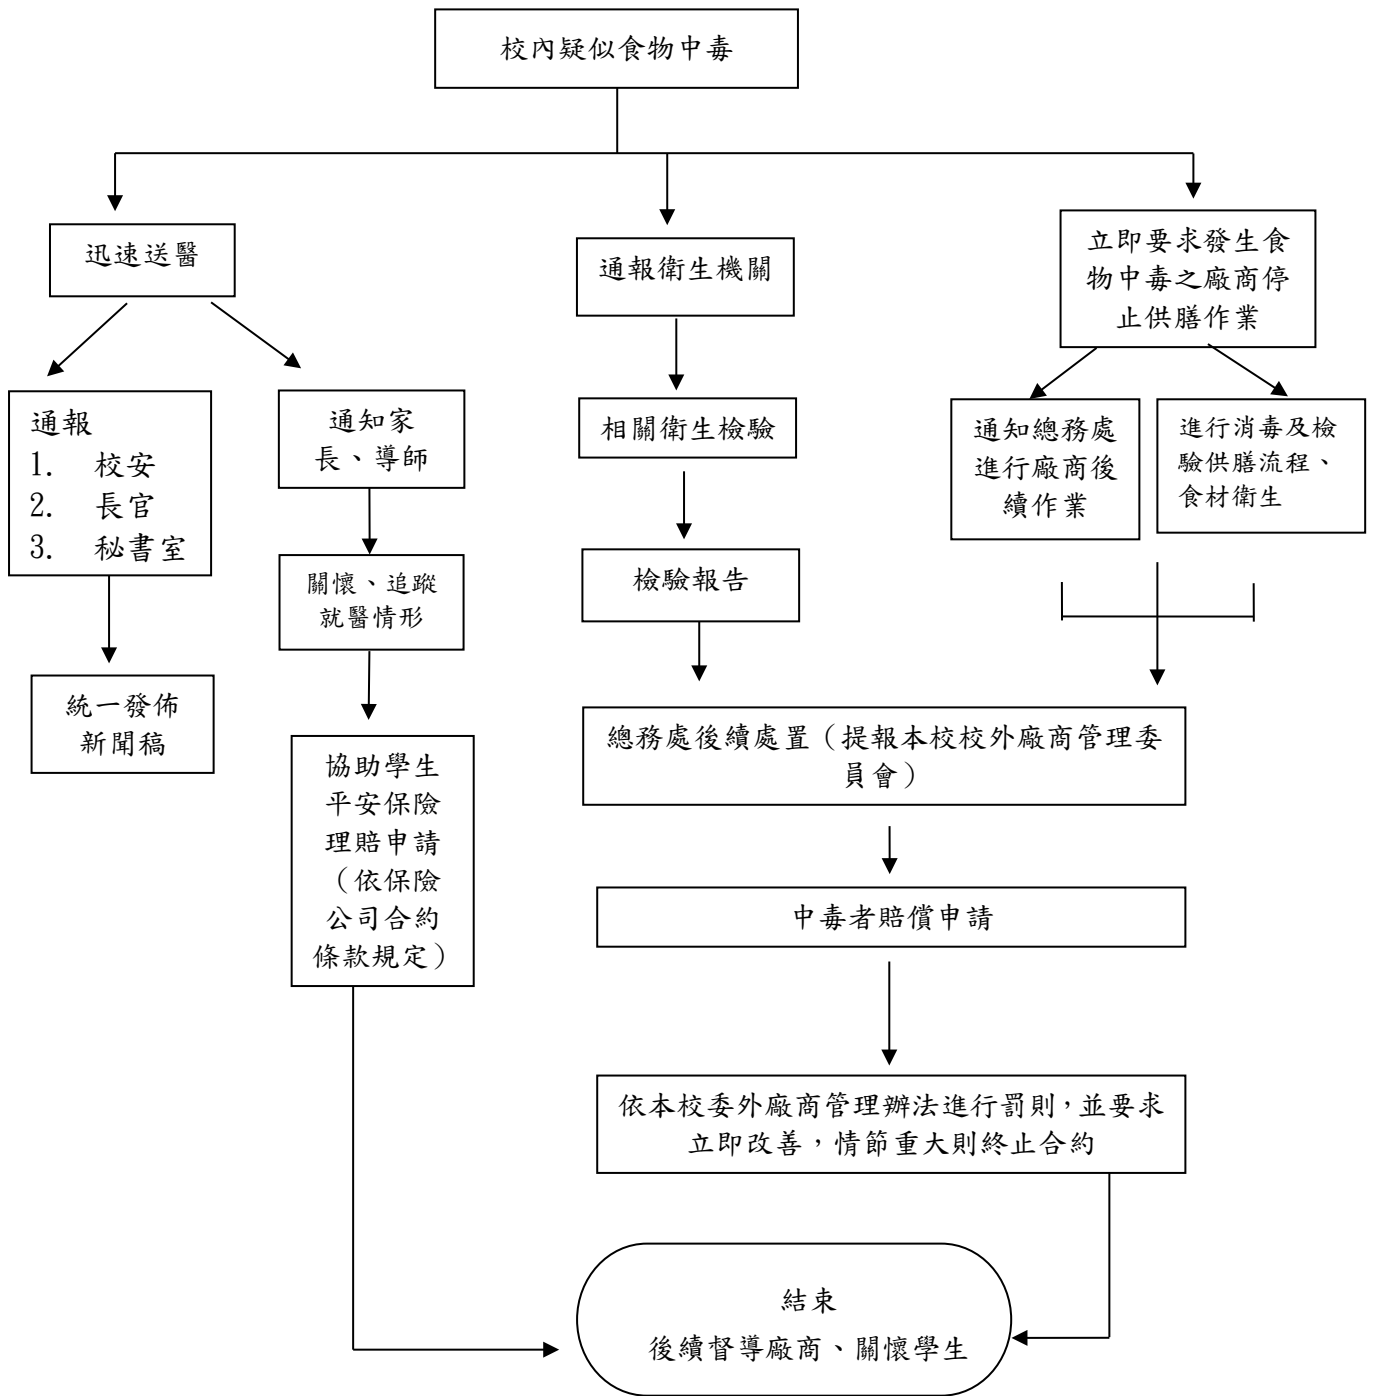 校內疑似食物中毒
迅速送醫
通報衛生機關
立即要求發生食
物中毒之廠商停
止供膳作業
通報
1. 校安
2. 長官
3. 秘書室
通知家
長、導師
相關衛生檢驗
通知總務處
進行廠商後
續作業
進行消毒及檢
驗供膳流程、
食材衛生
關懷、追蹤
就醫情形
檢驗報告
統一發佈
新聞稿
協助學生
平安保險
理賠申請
（依保險
公司合約
條款規定）
總務處後續處置（提報本校校外廠商管理委
員會）
中毒者賠償申請
依本校委外廠商管理辦法進行罰則，並要求
立即改善，情節重大則終止合約
結束
後續督導廠商、關懷學生